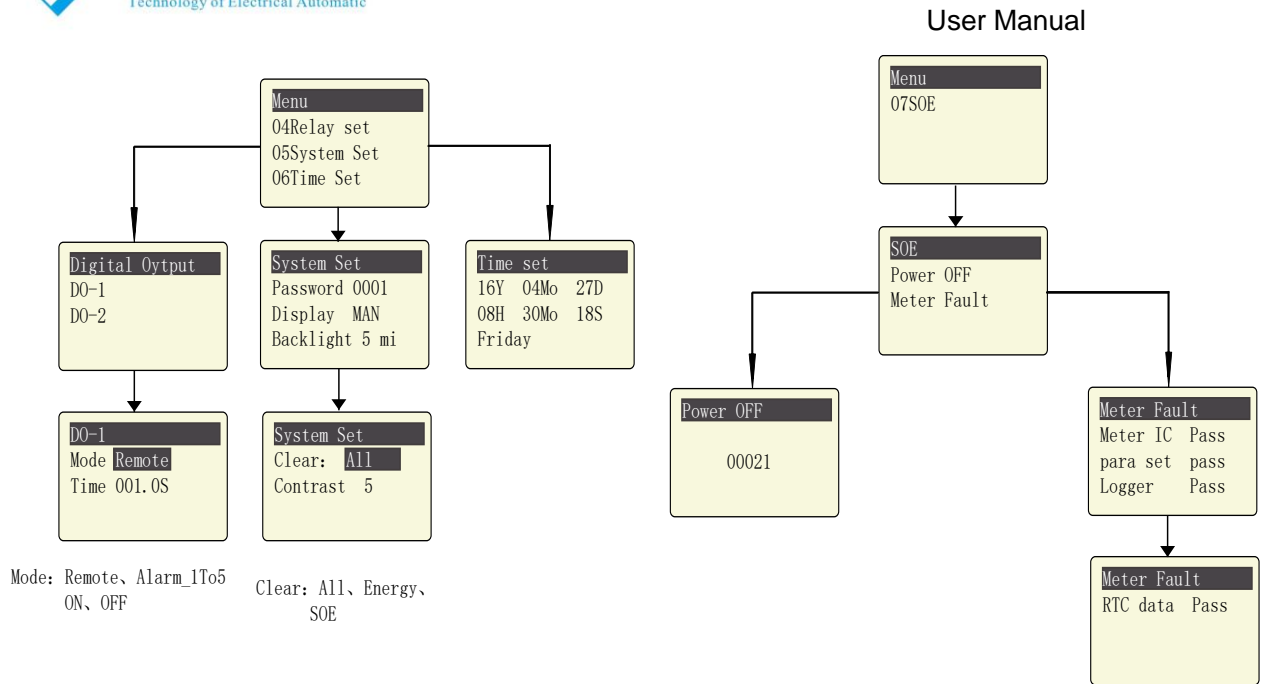 Technology of Electrical Automatic
User Manual
Menu
04Relay set
05System Set
06Time Set
Digital Oytput
DO-1
DO-2
System Set
Password 0001
Display MAN
Backlight 5 mi
Time set
16Y 04Mo 27D
08H 30Mo 18S
Friday
DO-1
Mode Remote
Time 001.0S
System Set
Clear: All
Contrast 5
Mode: Remote、Alarm_1To5
ON、OFF
Clear: All、Energy、
SOE
Menu
07SOE
SOE
Power OFF
Meter Fault
Power OFF
00021
Meter Fault
Meter IC Pass
para set pass
Logger Pass
Meter Fault
RTC data Pass